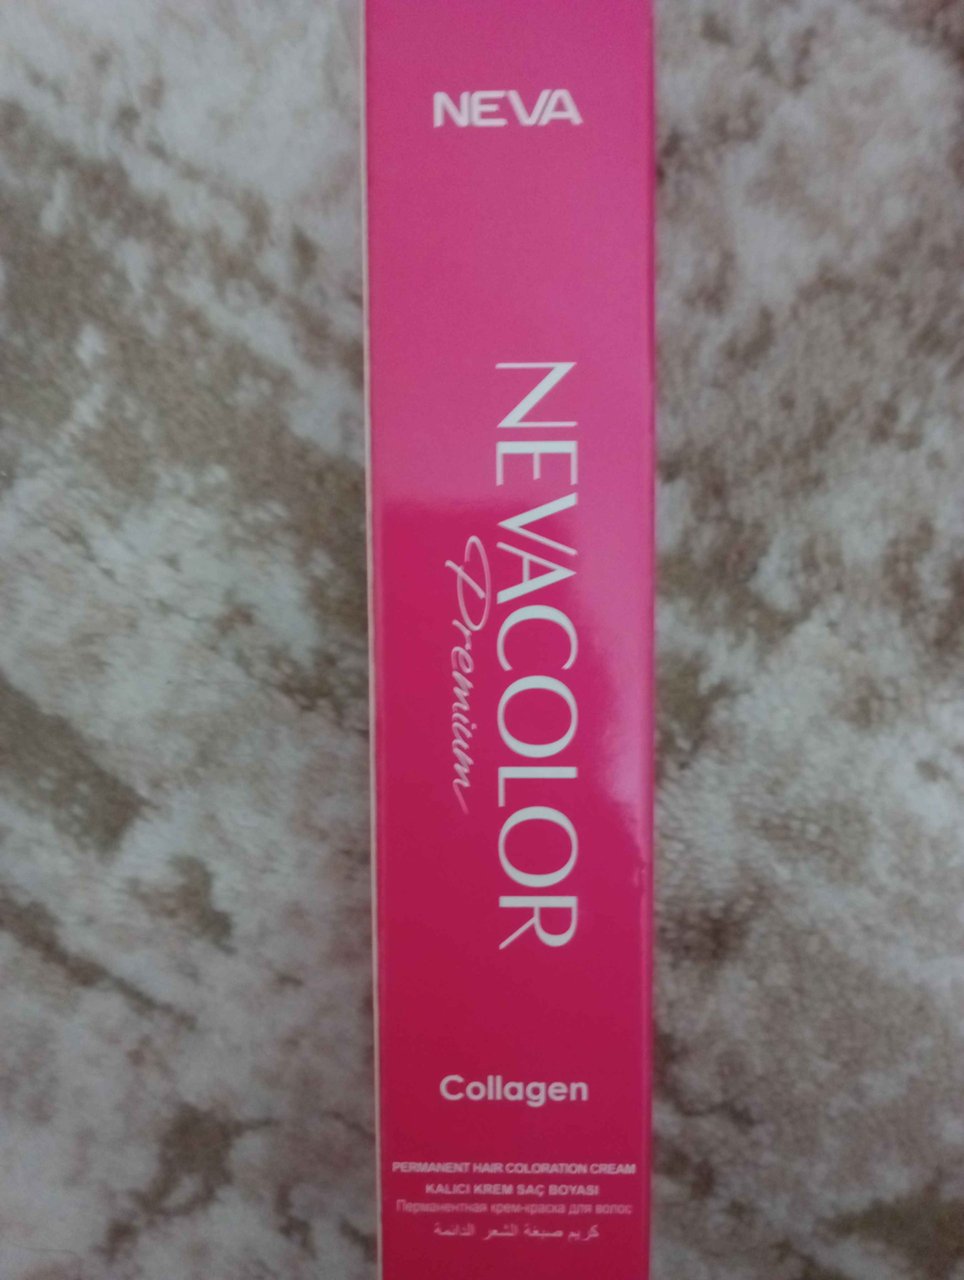 NEVA
NEVACOLOR
Premium
Collagen
PERMANENT HAIR COLORATION CREAM
KALICI KREM SAÇ BOYASI
Перманентная крем-краска для волос
كريم صبغة الشعر الدائمة